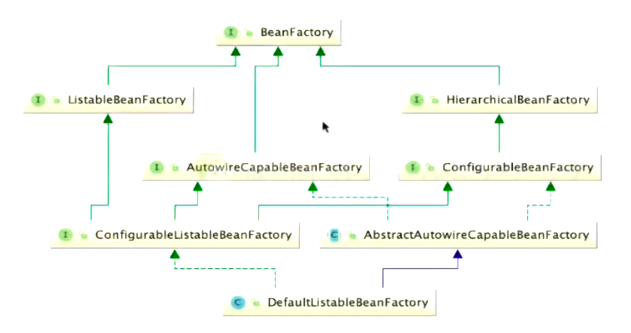 I BeanFactory
I ListableBeanFactory
I HierarchicalBeanFactory
I AutowireCapableBeanFactory
I ConfigurableBeanFactory
I ConfigurableListableBeanFactory
C AbstractAutowireCapableBeanFactory
C DefaultListableBeanFactory